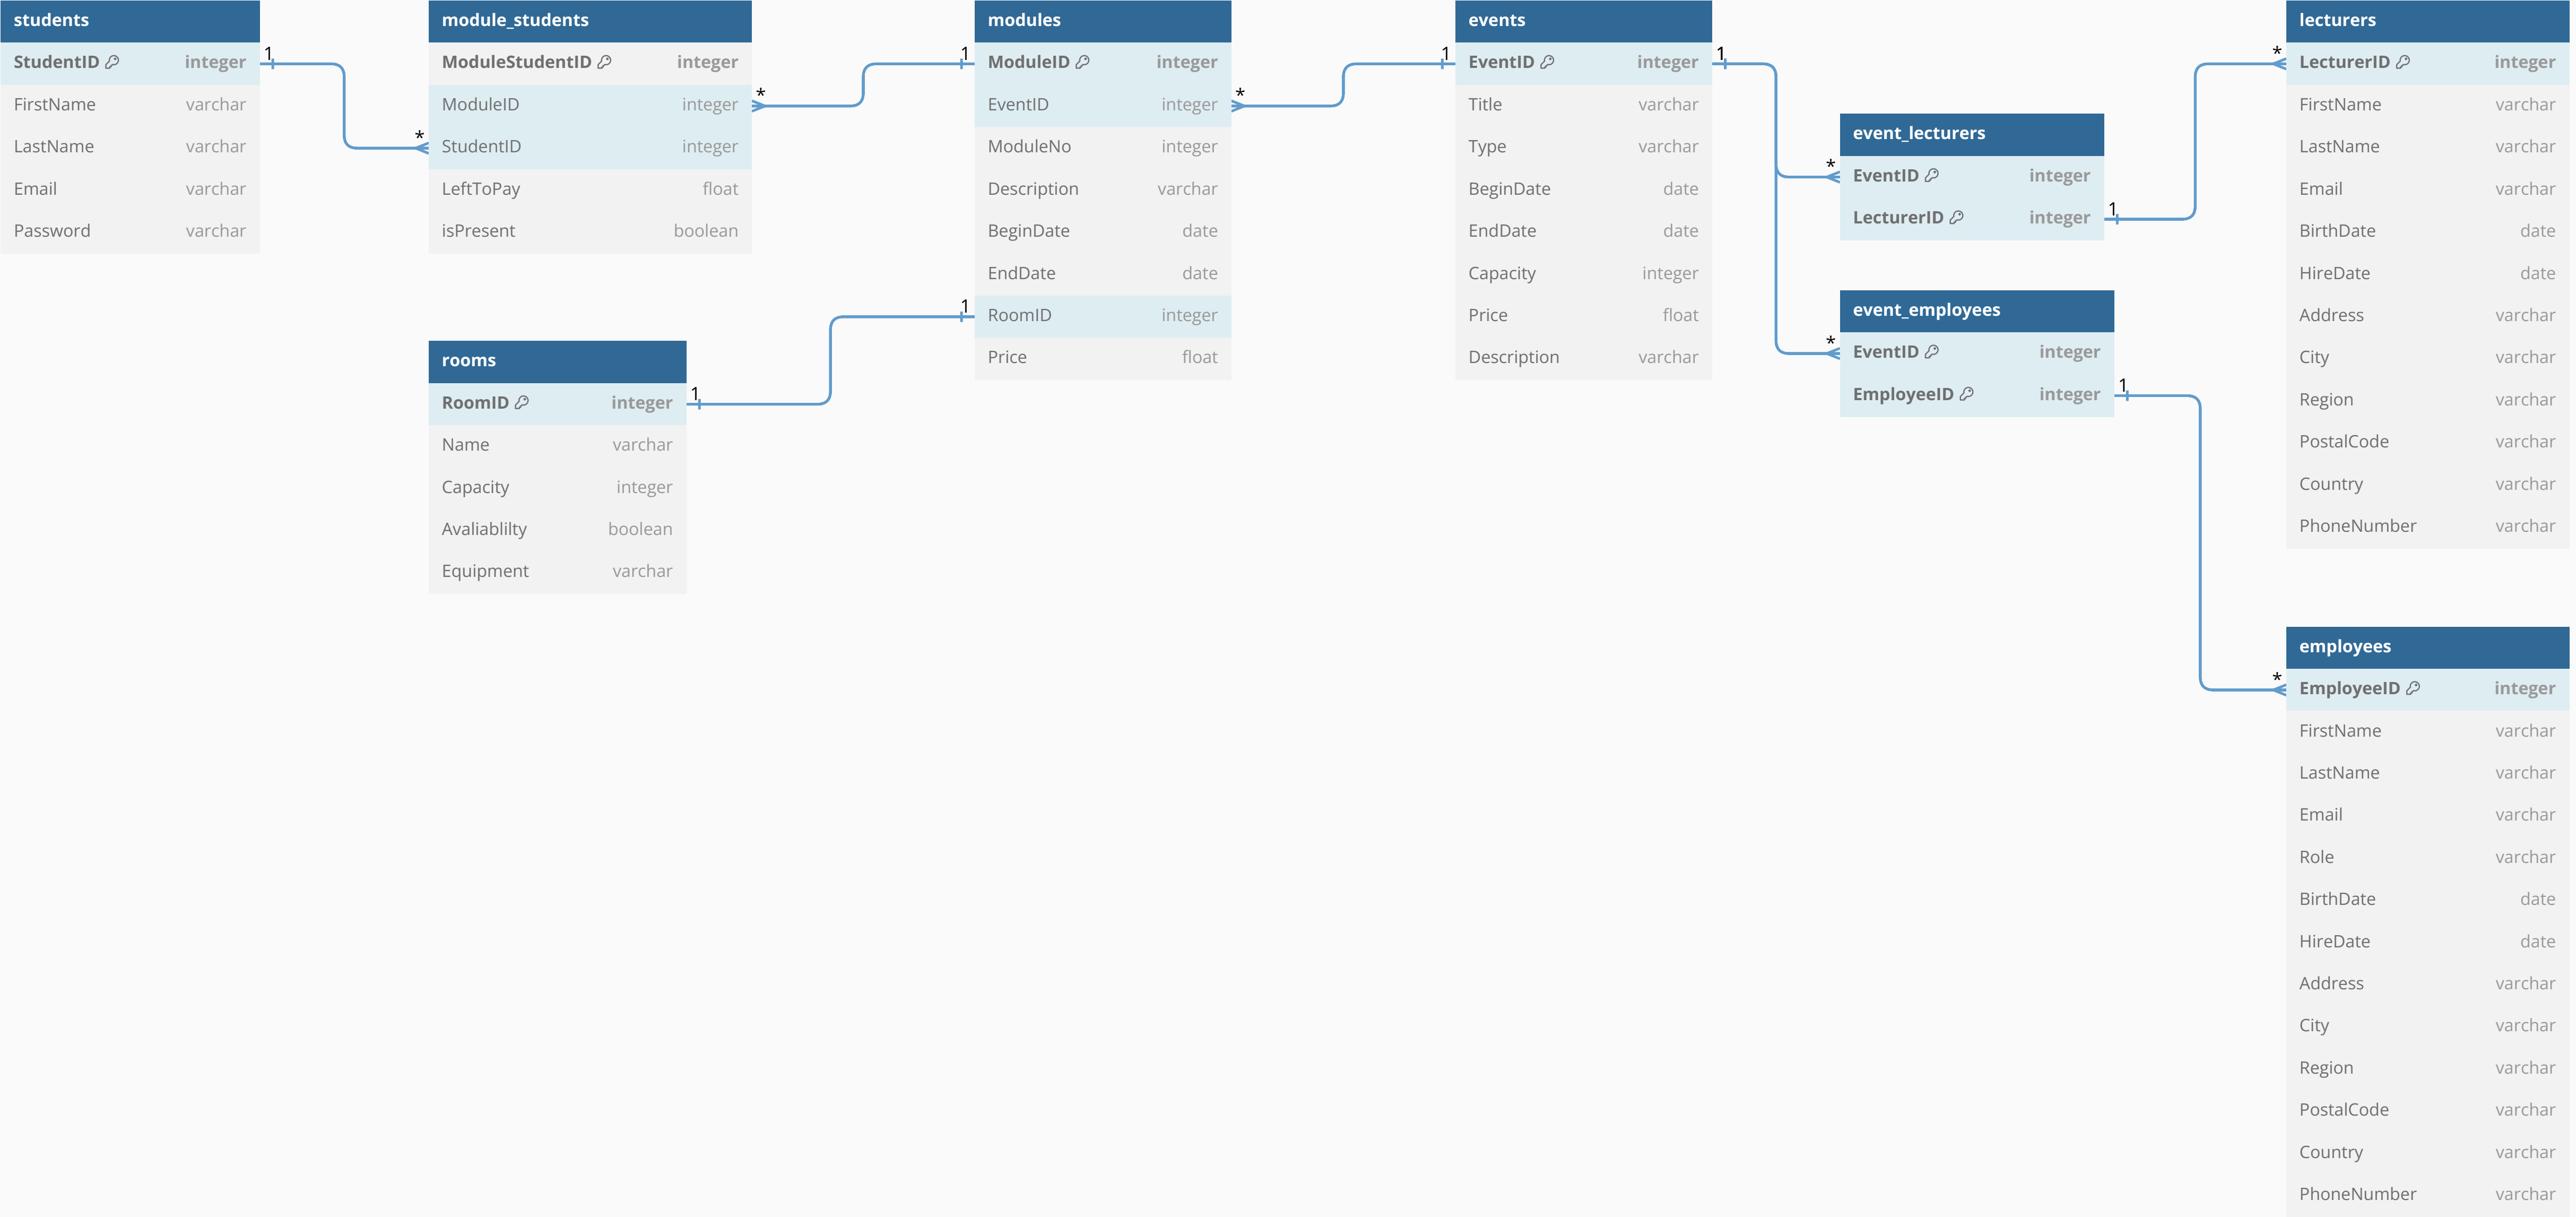 students
StudentID integer
FirstName varchar
LastName varchar
Email varchar
Password varchar
1
*
module_students
ModuleStudentID integer
ModuleID integer
StudentID integer
LeftToPay float
isPresent boolean
*
1
rooms
RoomID integer
Name varchar
Capacity integer
Avaliablilty boolean
Equipment varchar
1
1
modules
ModuleID integer
EventID integer
ModuleNo integer
Description varchar
BeginDate date
EndDate date
RoomID integer
Price float
*
1
events
EventID integer
Title varchar
Type varchar
BeginDate date
EndDate date
Capacity integer
Price float
Description varchar
1
*
event_lecturers
EventID integer
LecturerID integer
1
*
*
event_employees
EventID integer
EmployeeID integer
1
*
lecturers
LecturerID integer
FirstName varchar
LastName varchar
Email varchar
BirthDate date
HireDate date
Address varchar
City varchar
Region varchar
PostalCode varchar
Country varchar
PhoneNumber varchar
employees
EmployeeID integer
FirstName varchar
LastName varchar
Email varchar
Role varchar
BirthDate date
HireDate date
Address varchar
City varchar
Region varchar
PostalCode varchar
Country varchar
PhoneNumber varchar